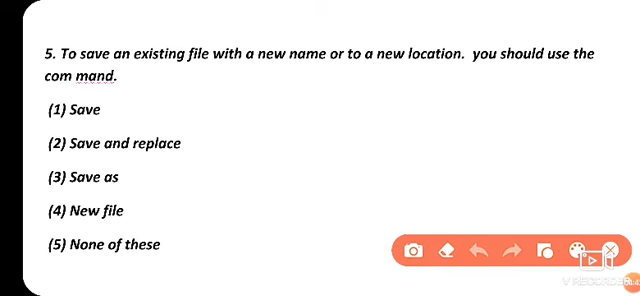 5. To save an existing file with a new name or to a new location. you should use the
com mand.
(1) Save
(2) Save and replace
(3) Save as
(4) New file
(5) None of these
V RECORDER